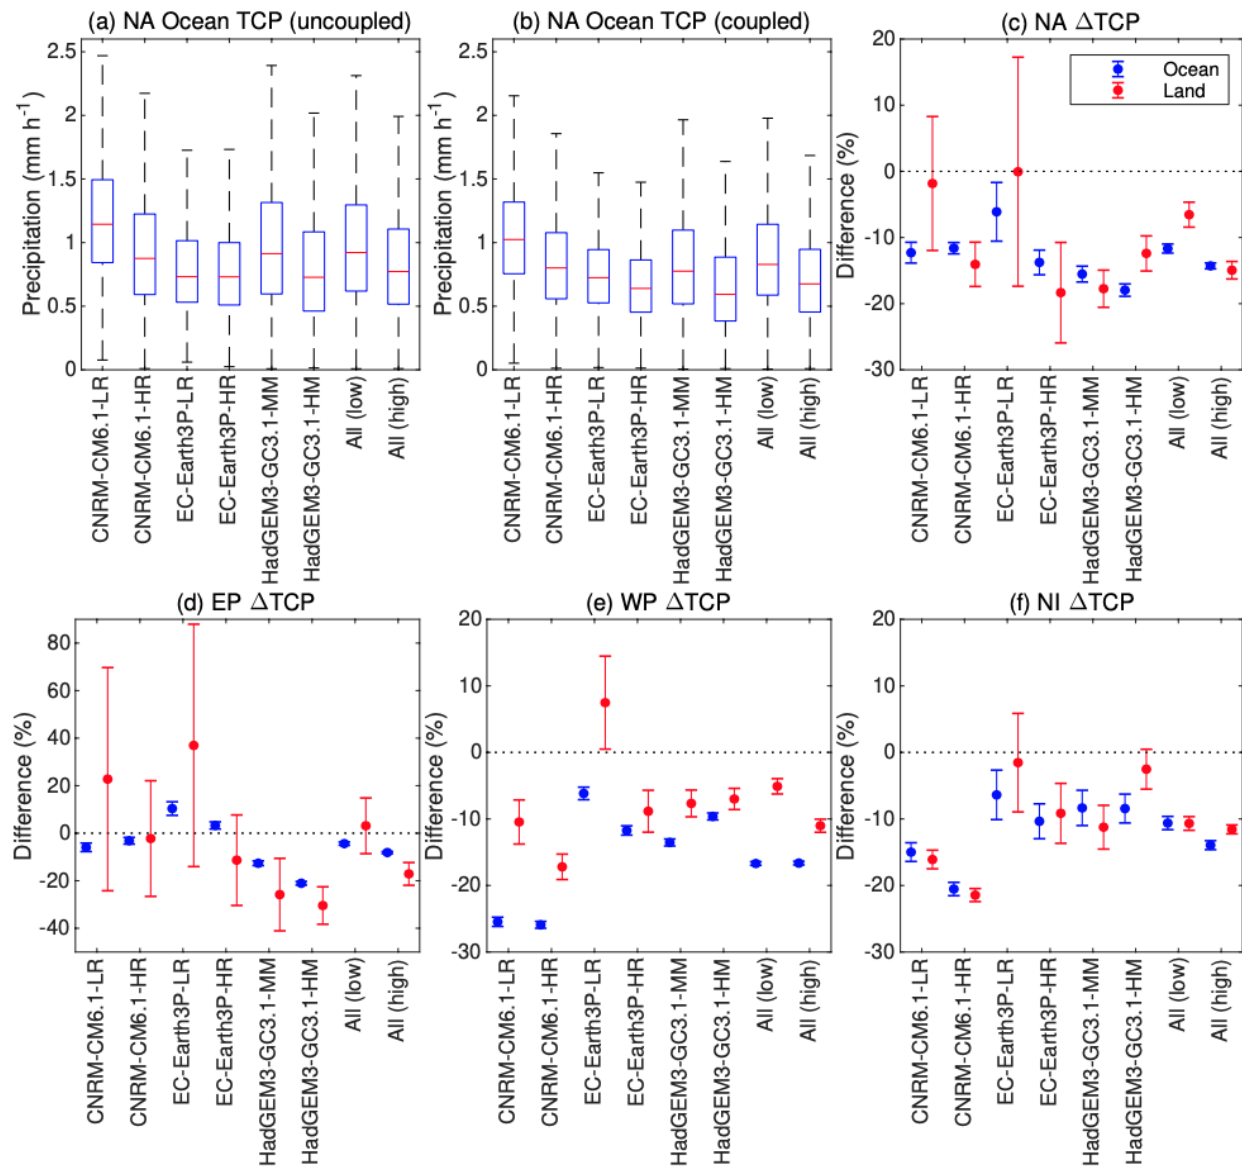 (a) NA Ocean TCP (uncoupled)
Precipitation (mm h⁻¹)
2.5
2
1.5
1
0.5
0
CNRM-CM6.1-LR
CNRM-CM6.1-HR
EC-Earth3P-LR
EC-Earth3P-HR
HadGEM3-GC3.1-MM
HadGEM3-GC3.1-HM
All (low)
All (high)
(b) NA Ocean TCP (coupled)
Precipitation (mm h⁻¹)
2.5
2
1.5
1
0.5
0
CNRM-CM6.1-LR
CNRM-CM6.1-HR
EC-Earth3P-LR
EC-Earth3P-HR
HadGEM3-GC3.1-MM
HadGEM3-GC3.1-HM
All (low)
All (high)
(c) NA ΔTCP
Difference (%)
20
10
0
-10
-20
-30
Ocean
Land
CNRM-CM6.1-LR
CNRM-CM6.1-HR
EC-Earth3P-LR
EC-Earth3P-HR
HadGEM3-GC3.1-MM
HadGEM3-GC3.1-HM
All (low)
All (high)
(d) EP ΔTCP
Difference (%)
80
60
40
20
0
-20
-40
CNRM-CM6.1-LR
CNRM-CM6.1-HR
EC-Earth3P-LR
EC-Earth3P-HR
HadGEM3-GC3.1-MM
HadGEM3-GC3.1-HM
All (low)
All (high)
(e) WP ΔTCP
Difference (%)
20
10
0
-10
-20
-30
CNRM-CM6.1-LR
CNRM-CM6.1-HR
EC-Earth3P-LR
EC-Earth3P-HR
HadGEM3-GC3.1-MM
HadGEM3-GC3.1-HM
All (low)
All (high)
(f) NI ΔTCP
Difference (%)
20
10
0
-10
-20
-30
CNRM-CM6.1-LR
CNRM-CM6.1-HR
EC-Earth3P-LR
EC-Earth3P-HR
HadGEM3-GC3.1-MM
HadGEM3-GC3.1-HM
All (low)
All (high)